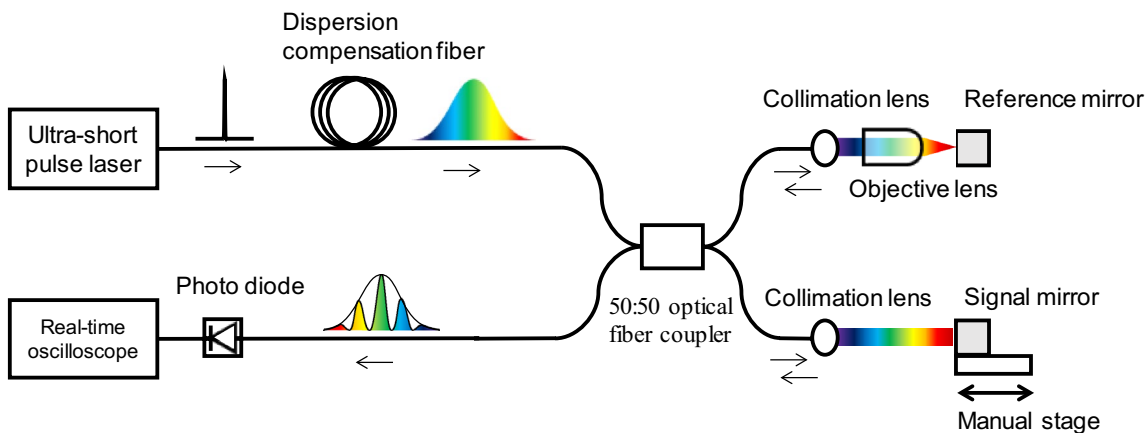 Dispersion
compensation fiber
Ultra-short
pulse laser
Collimation lens
Reference mirror
Objective lens
Photo diode
50:50 optical
fiber coupler
Collimation lens
Signal mirror
Real-time
oscilloscope
Manual stage